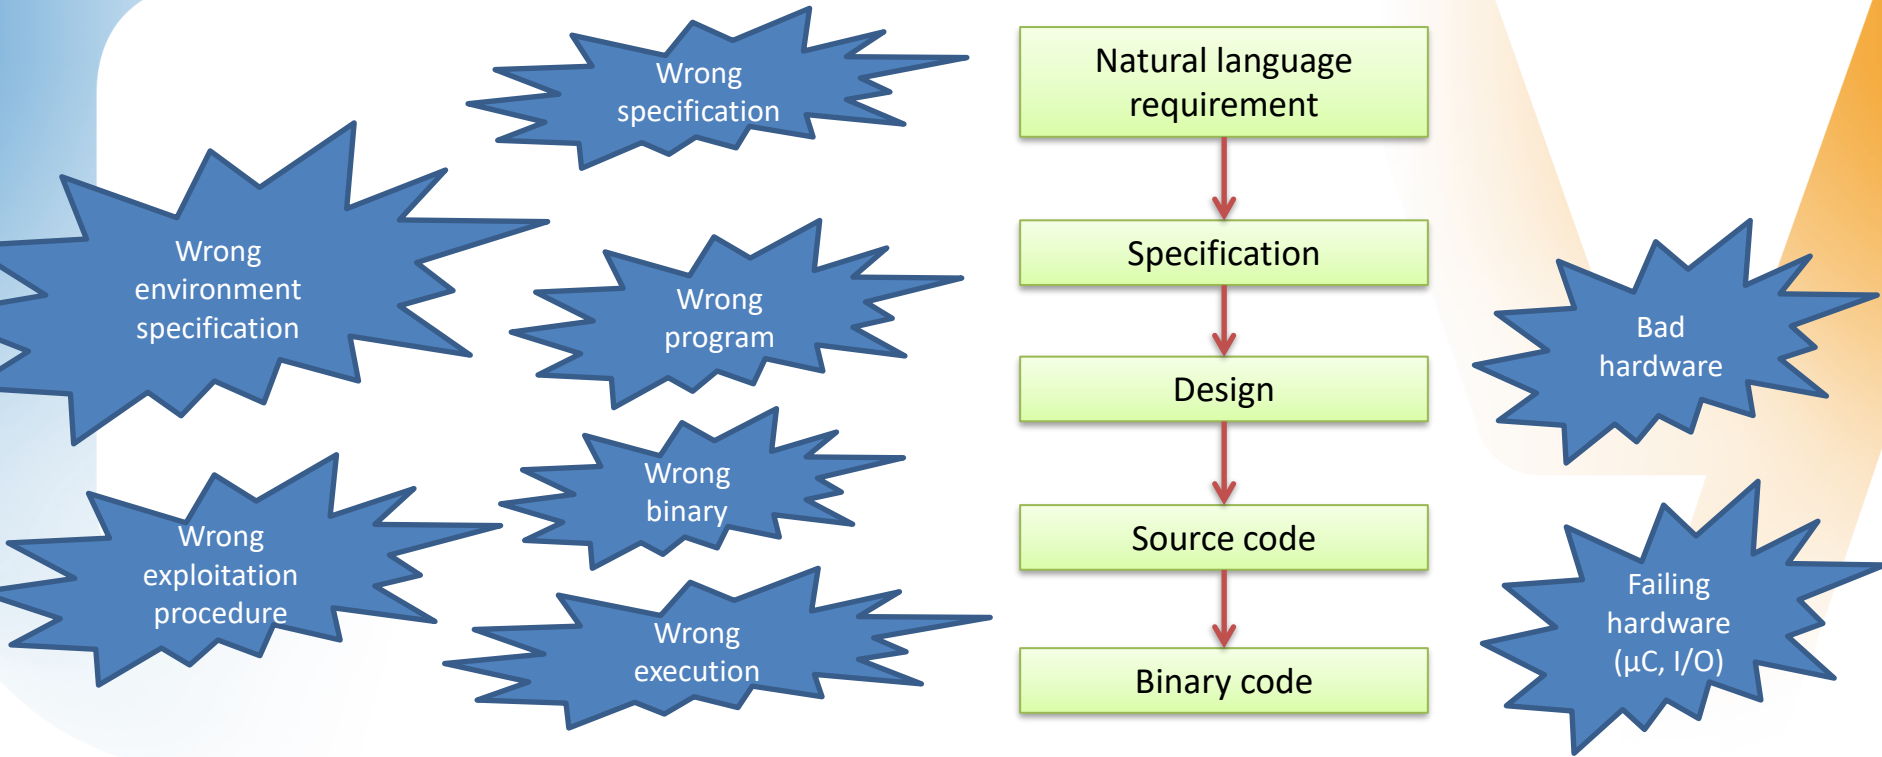 Wrong
specification
Natural language
requirement
Wrong
environment
specification
Wrong
program
Specification
Bad
hardware
Design
Wrong
binary
Wrong
exploitation
procedure
Source code
Failing
hardware
(µC, I/O)
Wrong
execution
Binary code